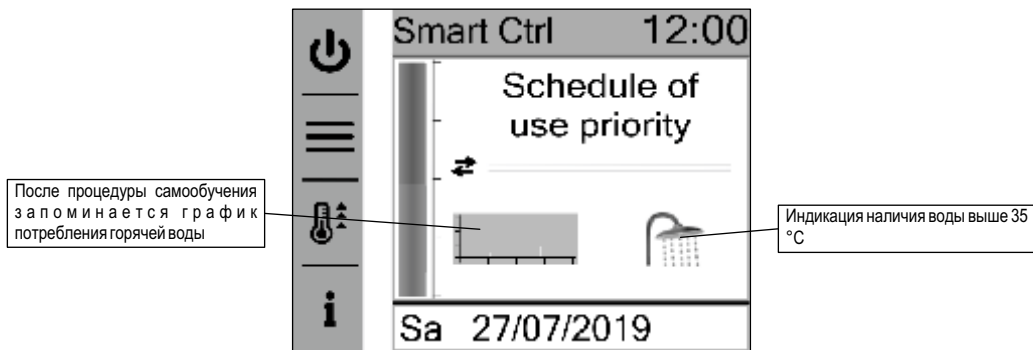 Smart Ctrl 12:00
Schedule of
use priority
После процедуры самообучения
запоминается график
потребления горячей воды
Индикация наличия воды выше 35
°C
i
Sa 27/07/2019